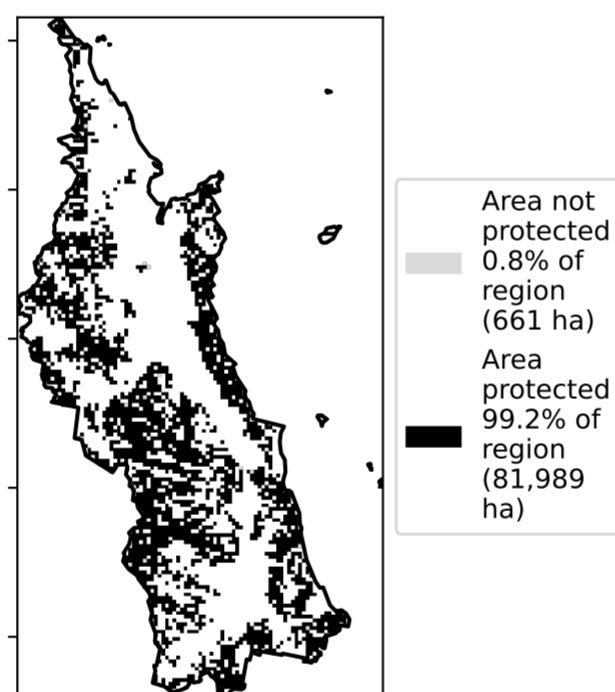 Area not
protected
0.8% of
region
(661 ha)
Area
protected
99.2% of
region
(81,989
ha)